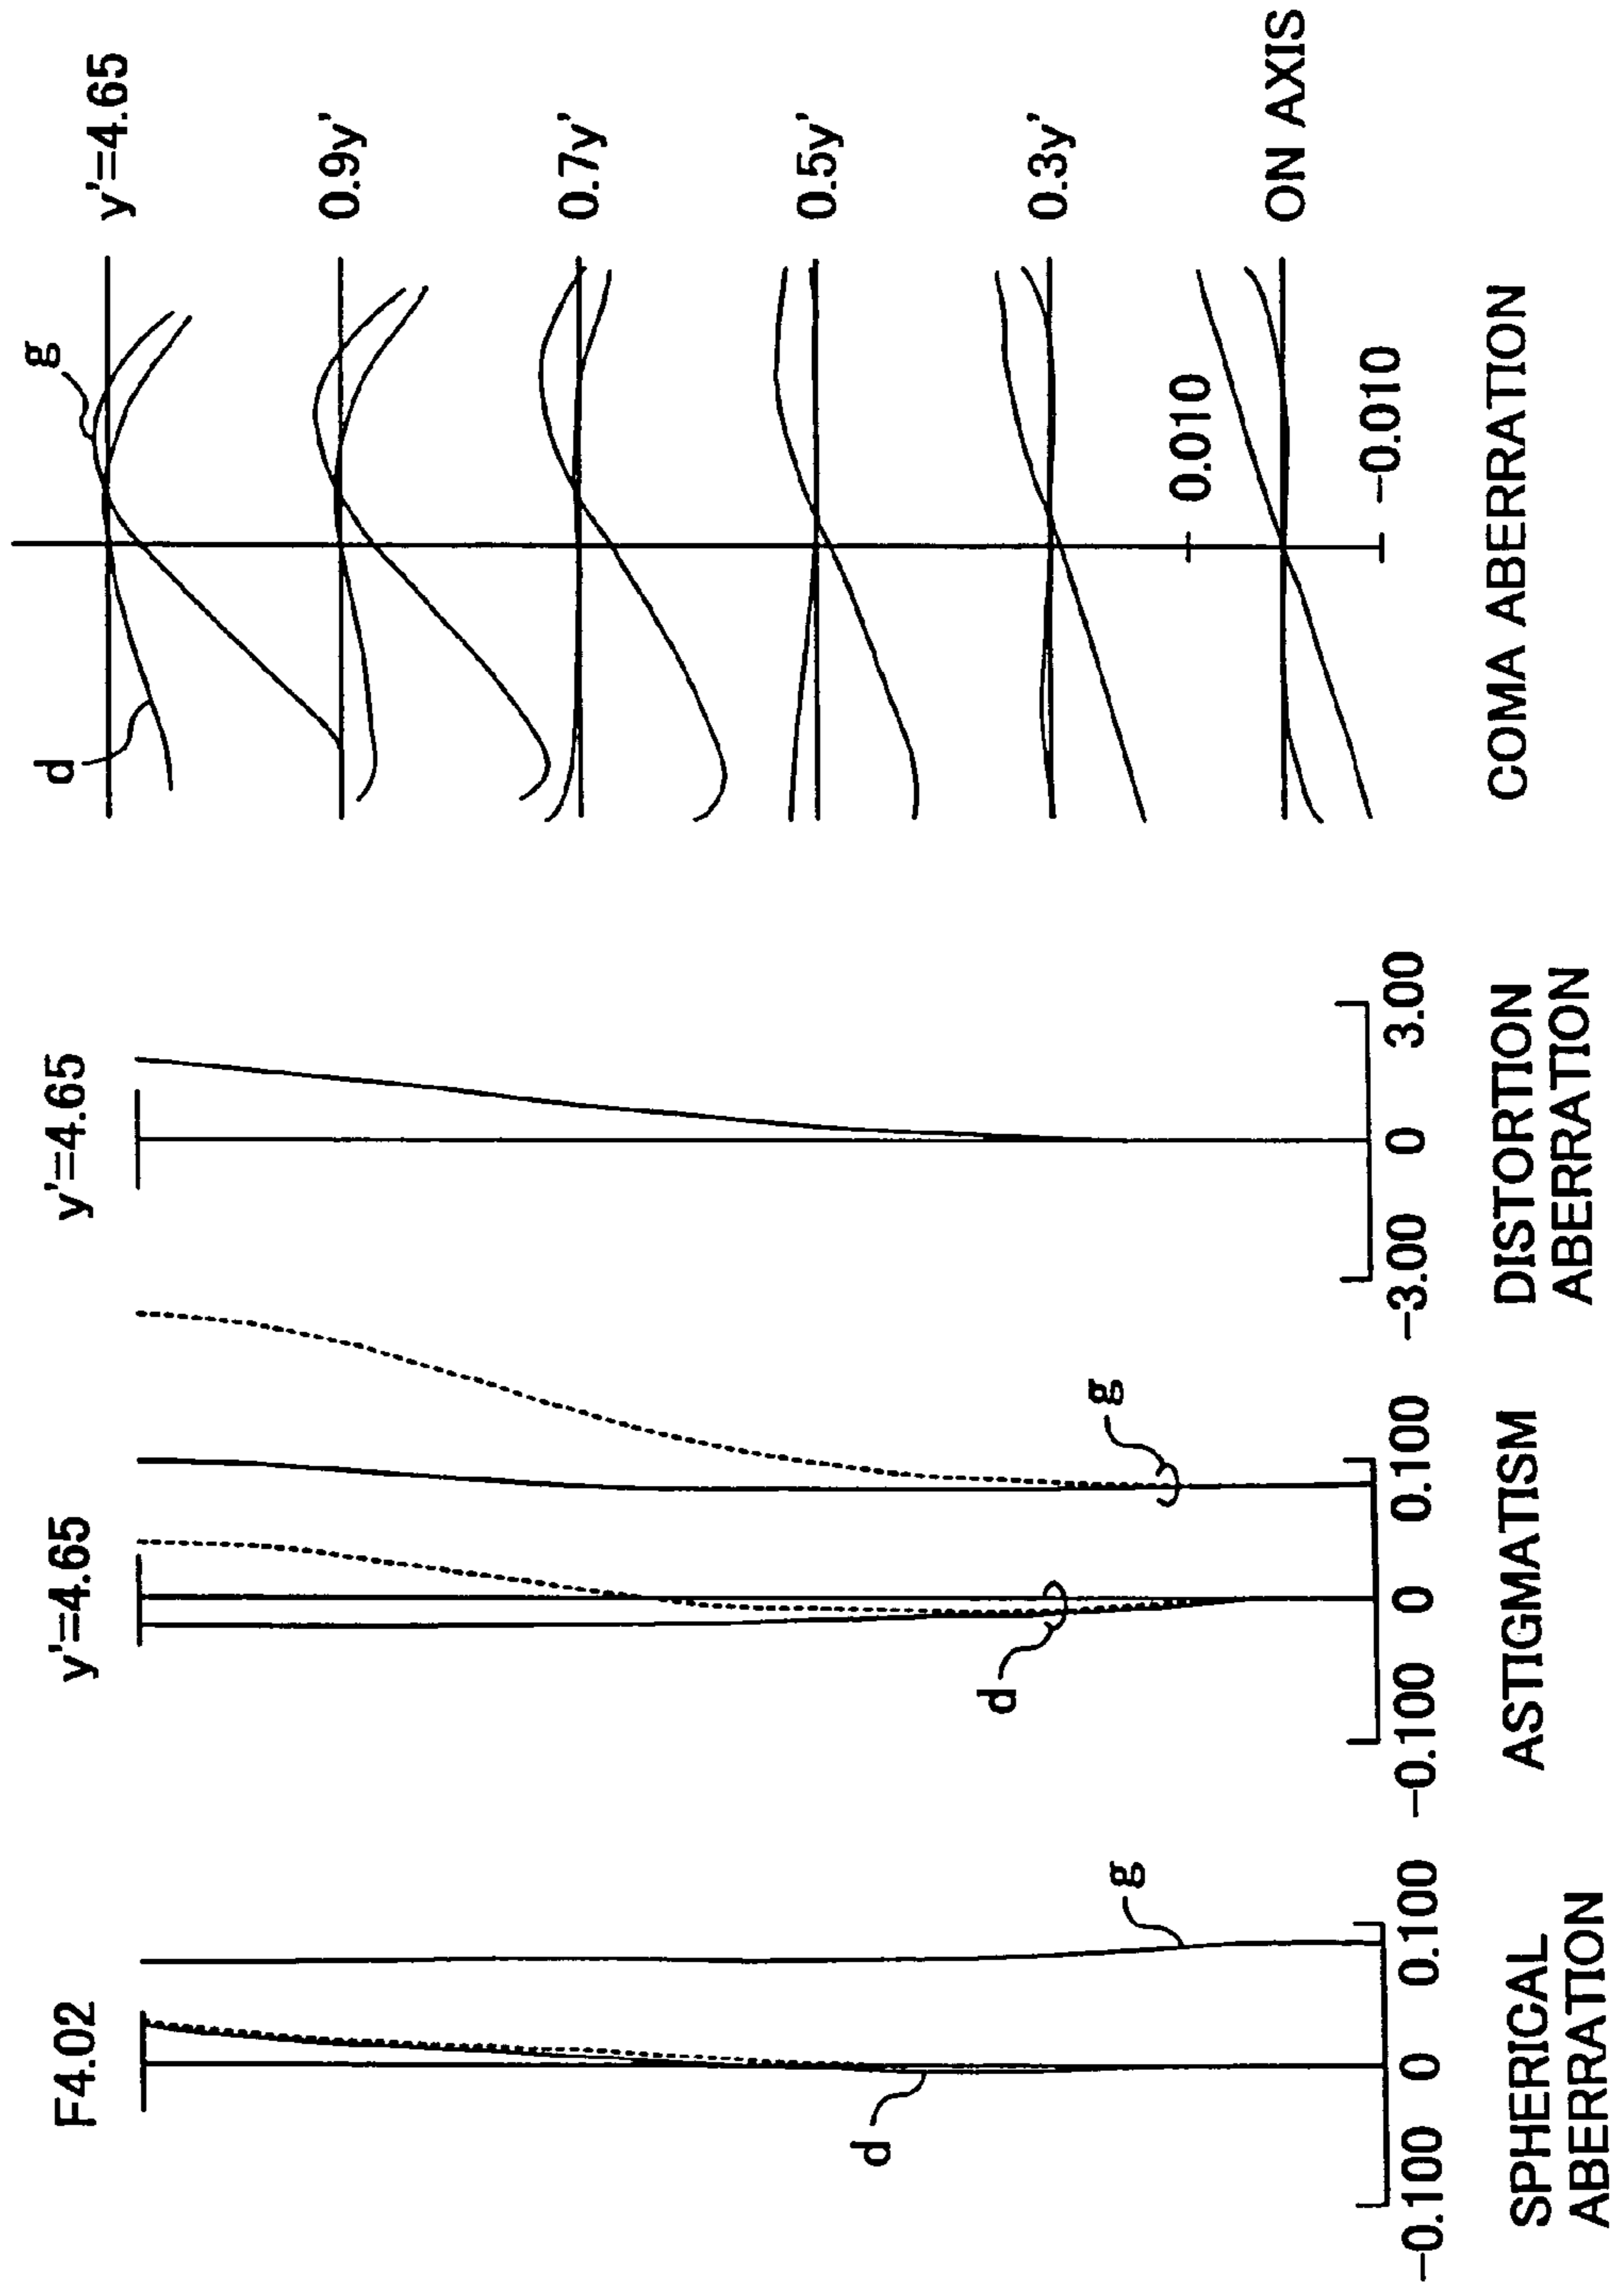 F4.02
d
g
-0.100
0
0.100
SPHERICAL
ABERRATION
y'=4.65
d
g
-0.100
0
0.100
ASTIGMATISM
y'=4.65
-3.00
0
3.00
DISTORTION
ABERRATION
d
g
y'=4.65
0.9y'
0.7y'
0.5y'
0.3y'
0.010
ON AXIS
-0.010
COMA ABERRATION